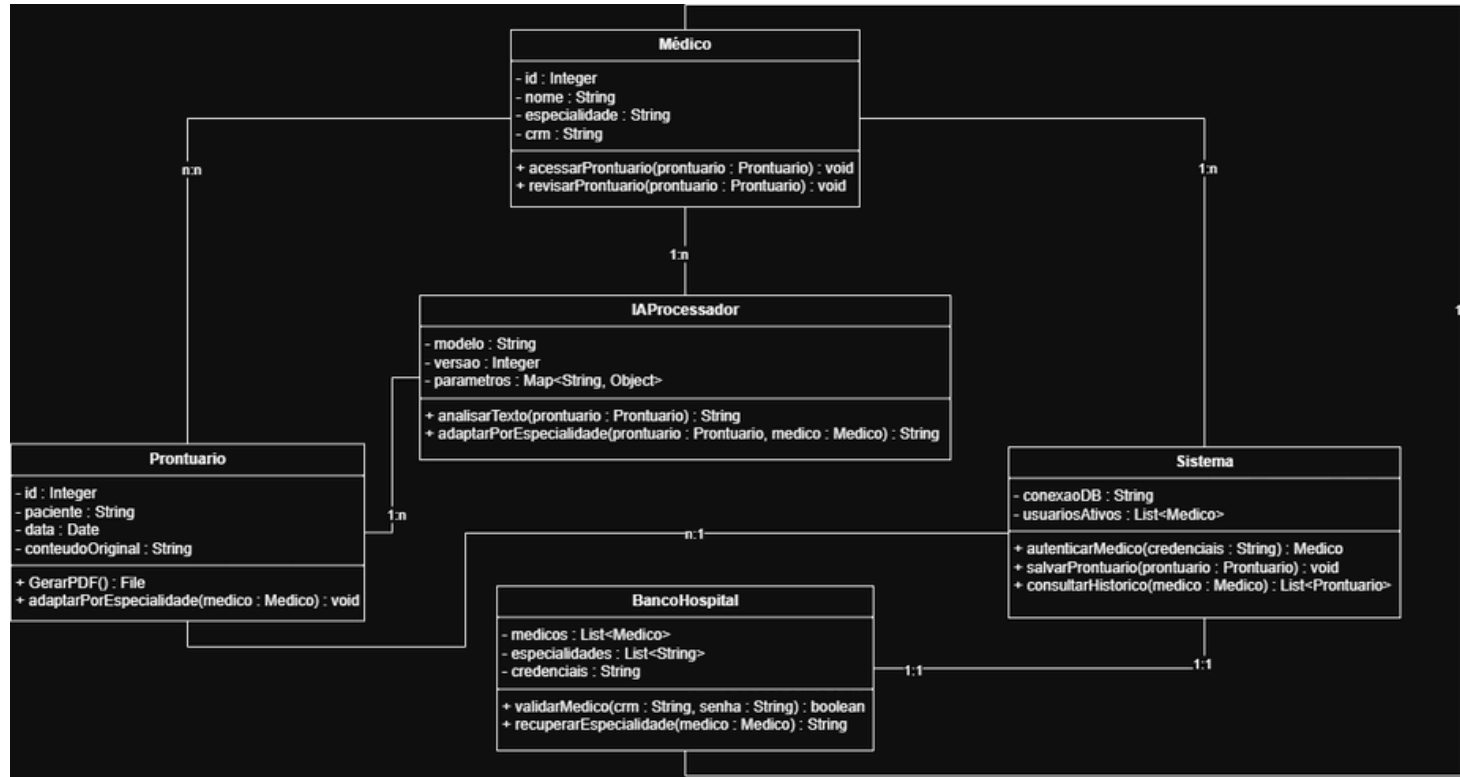 Médico
- id : Integer
- nome : String
- especialidade : String
- crm : String
+ acessarProntuario(prontuario : Prontuario) : void
+ revisarProntuario(prontuario : Prontuario) : void
n:n
1:n
1:n
IAProcessador
- modelo : String
- versao : Integer
- parametros : Map<String, Object>
+ analisarTexto(prontuario : Prontuario) : String
+ adaptarPorEspecialidade(prontuario : Prontuario, medico : Medico) : String
Prontuario
- id : Integer
- paciente : String
- data : Date
- conteudoOriginal : String
+ GerarPDF() : File
+ adaptarPorEspecialidade(medico : Medico) : void
1:n
n:1
Sistema
- conexaoDB : String
- usuariosAtivos : List<Medico>
+ autenticarMedico(credenciais : String) : Medico
+ salvarProntuario(prontuario : Prontuario) : void
+ consultarHistorico(medico : Medico) : List<Prontuario>
BancoHospital
- medicos : List<Medico>
- especialidades : List<String>
- credenciais : String
+ validarMedico(crm : String, senha : String) : boolean
+ recuperarEspecialidade(medico : Medico) : String
1:1
1:1